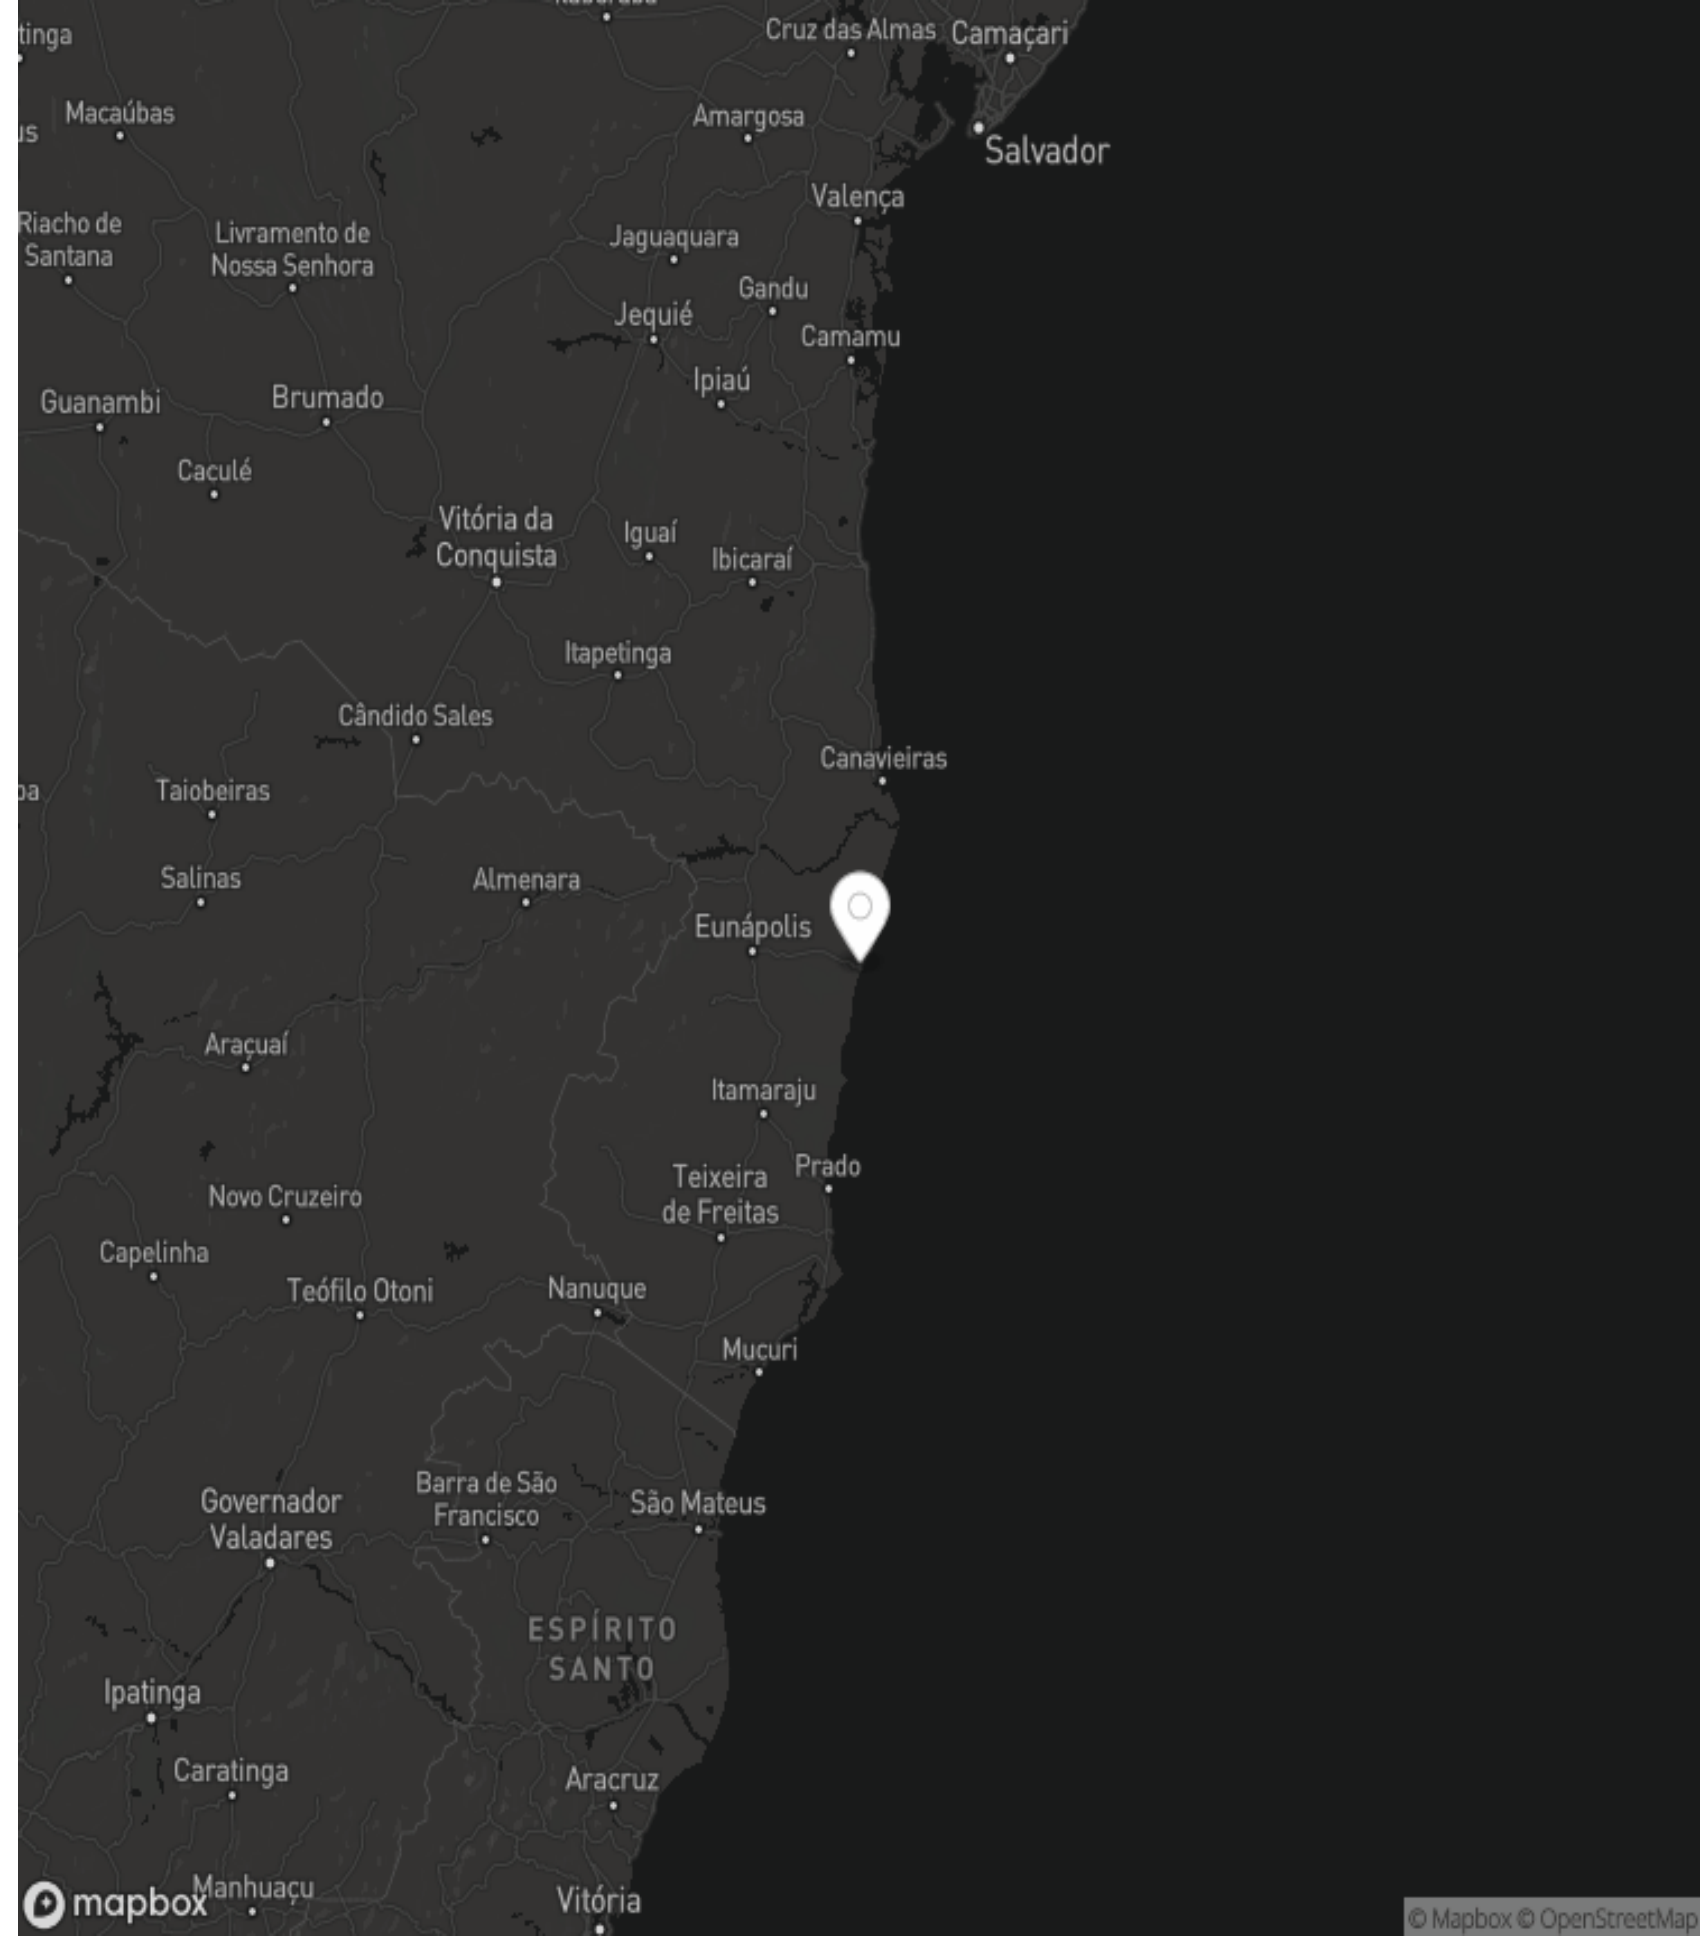 Cruz das Almas
Camaçari
tinga
Macaúbas
Amargosa
us
Salvador
Valença
Riacho de
Santana
Livramento de
Nossa Senhora
Jaguaquara
Gandu
Jequié
Camamu
Ipiaú
Guanambi
Brumado
Caculé
Vitória da
Conquista
Iguaí
Ibicaraí
Itapetinga
Cândido Sales
Canavieiras
ba
Taiobeiras
Salinas
Almenara
Eunápolis
Araçuaí
Itamaraju
Prado
Teixeira
de Freitas
Novo Cruzeiro
Capelinha
Teófilo Otoni
Nanuque
Mucuri
Governador
Valadares
Barra de São
Francisco
São Mateus
ESPÍRITO
SANTO
Ipatinga
Caratinga
Aracruz
Manhuaçu
mapbox
Vitória
© Mapbox © OpenStreetMap